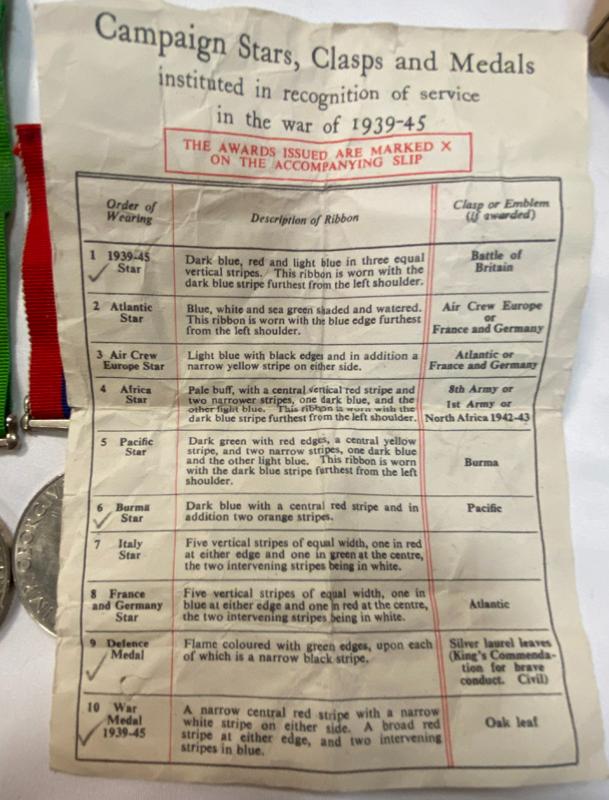 Campaign Stars, Clasps and Medals
instituted in recognition of service
in the war of 1939-45
THE AWARDS ISSUED ARE MARKED X
ON THE ACCOMPANYING SLIP
Order of
Wearing
Description of Ribbon
Clasp or Emblem
(if awarded)
1 1939-45
Star
Dark blue, red and light blue in three equal
vertical stripes. This ribbon is worn with the
dark blue stripe furthest from the left shoulder.
Battle of
Britain
2 Atlantic
Star
Blue, white and sea green shaded and watered.
This ribbon is worn with the blue edge furthest
from the left shoulder.
Air Crew Europe
or
France and Germany
3 Air Crew
Europe Star
Light blue with black edges and in addition a
narrow yellow stripe on either side.
Atlantic or
France and Germany
4 Africa
Star
Pale buff, with a central vertical red stripe and
two narrower stripes, one dark blue, and the
other light blue. This ribbon is worn with the
dark blue stripe furthest from the left shoulder.
8th Army or
1st Army or
North Africa 1942-43
5 Pacific
Star
Dark green with red edges, a central yellow
stripe, and two narrow stripes, one dark blue
and the other light blue. This ribbon is worn
with the dark blue stripe furthest from the left
shoulder.
Burma
6 Burma
Star
Dark blue with a central red stripe and in
addition two orange stripes.
Pacific
7 Italy
Star
Five vertical stripes of equal width, one in red
at either edge and one in green at the centre,
the two intervening stripes being in white.
8 France
and Germany
Star
Five vertical stripes of equal width, one in
blue at either edge and one in red at the centre,
the two intervening stripes being in white.
Atlantic
9 Defence
Medal
Flame coloured with green edges, upon each
of which is a narrow black stripe.
Silver laurel leaves
(King's Commenda-
tion for brave
conduct. Civil)
10 War
Medal
1939-45
A narrow central red stripe with a narrow
white stripe on either side. A broad red
stripe at either edge, and two intervening
stripes in blue.
Oak leaf